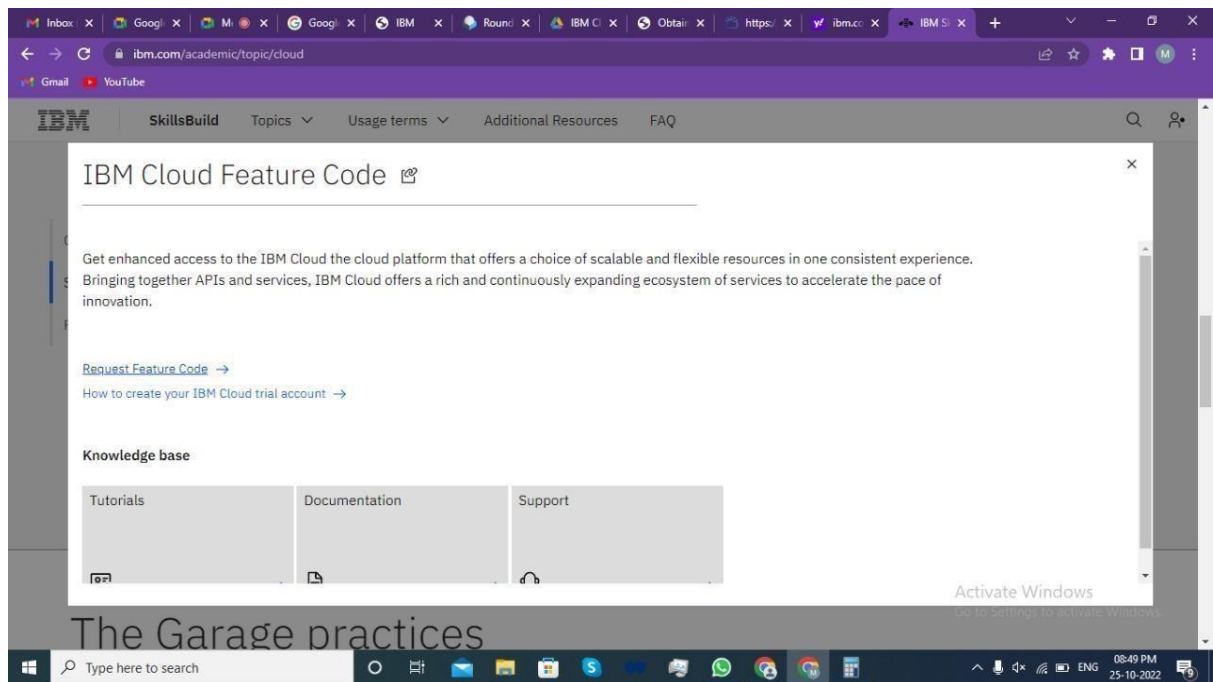 Inbox
Googl
M
Googl
IBM
Round
IBM Cl
Obtain
https:/
ibm.co
IBM S
ibm.com/academic/topic/cloud
M
Gmail
YouTube
IBM
SkillsBuild Topics Usage terms Additional Resources FAQ
IBM Cloud Feature Code
Get enhanced access to the IBM Cloud the cloud platform that offers a choice of scalable and flexible resources in one consistent experience.
Bringing together APIs and services, IBM Cloud offers a rich and continuously expanding ecosystem of services to accelerate the pace of
innovation.
Request Feature Code →
How to create your IBM Cloud trial account →
Knowledge base
Tutorials Documentation Support
Activate Windows
Go to Settings to activate Windows.
The Garage practices
Type here to search
ENG
08:49 PM
25-10-2022